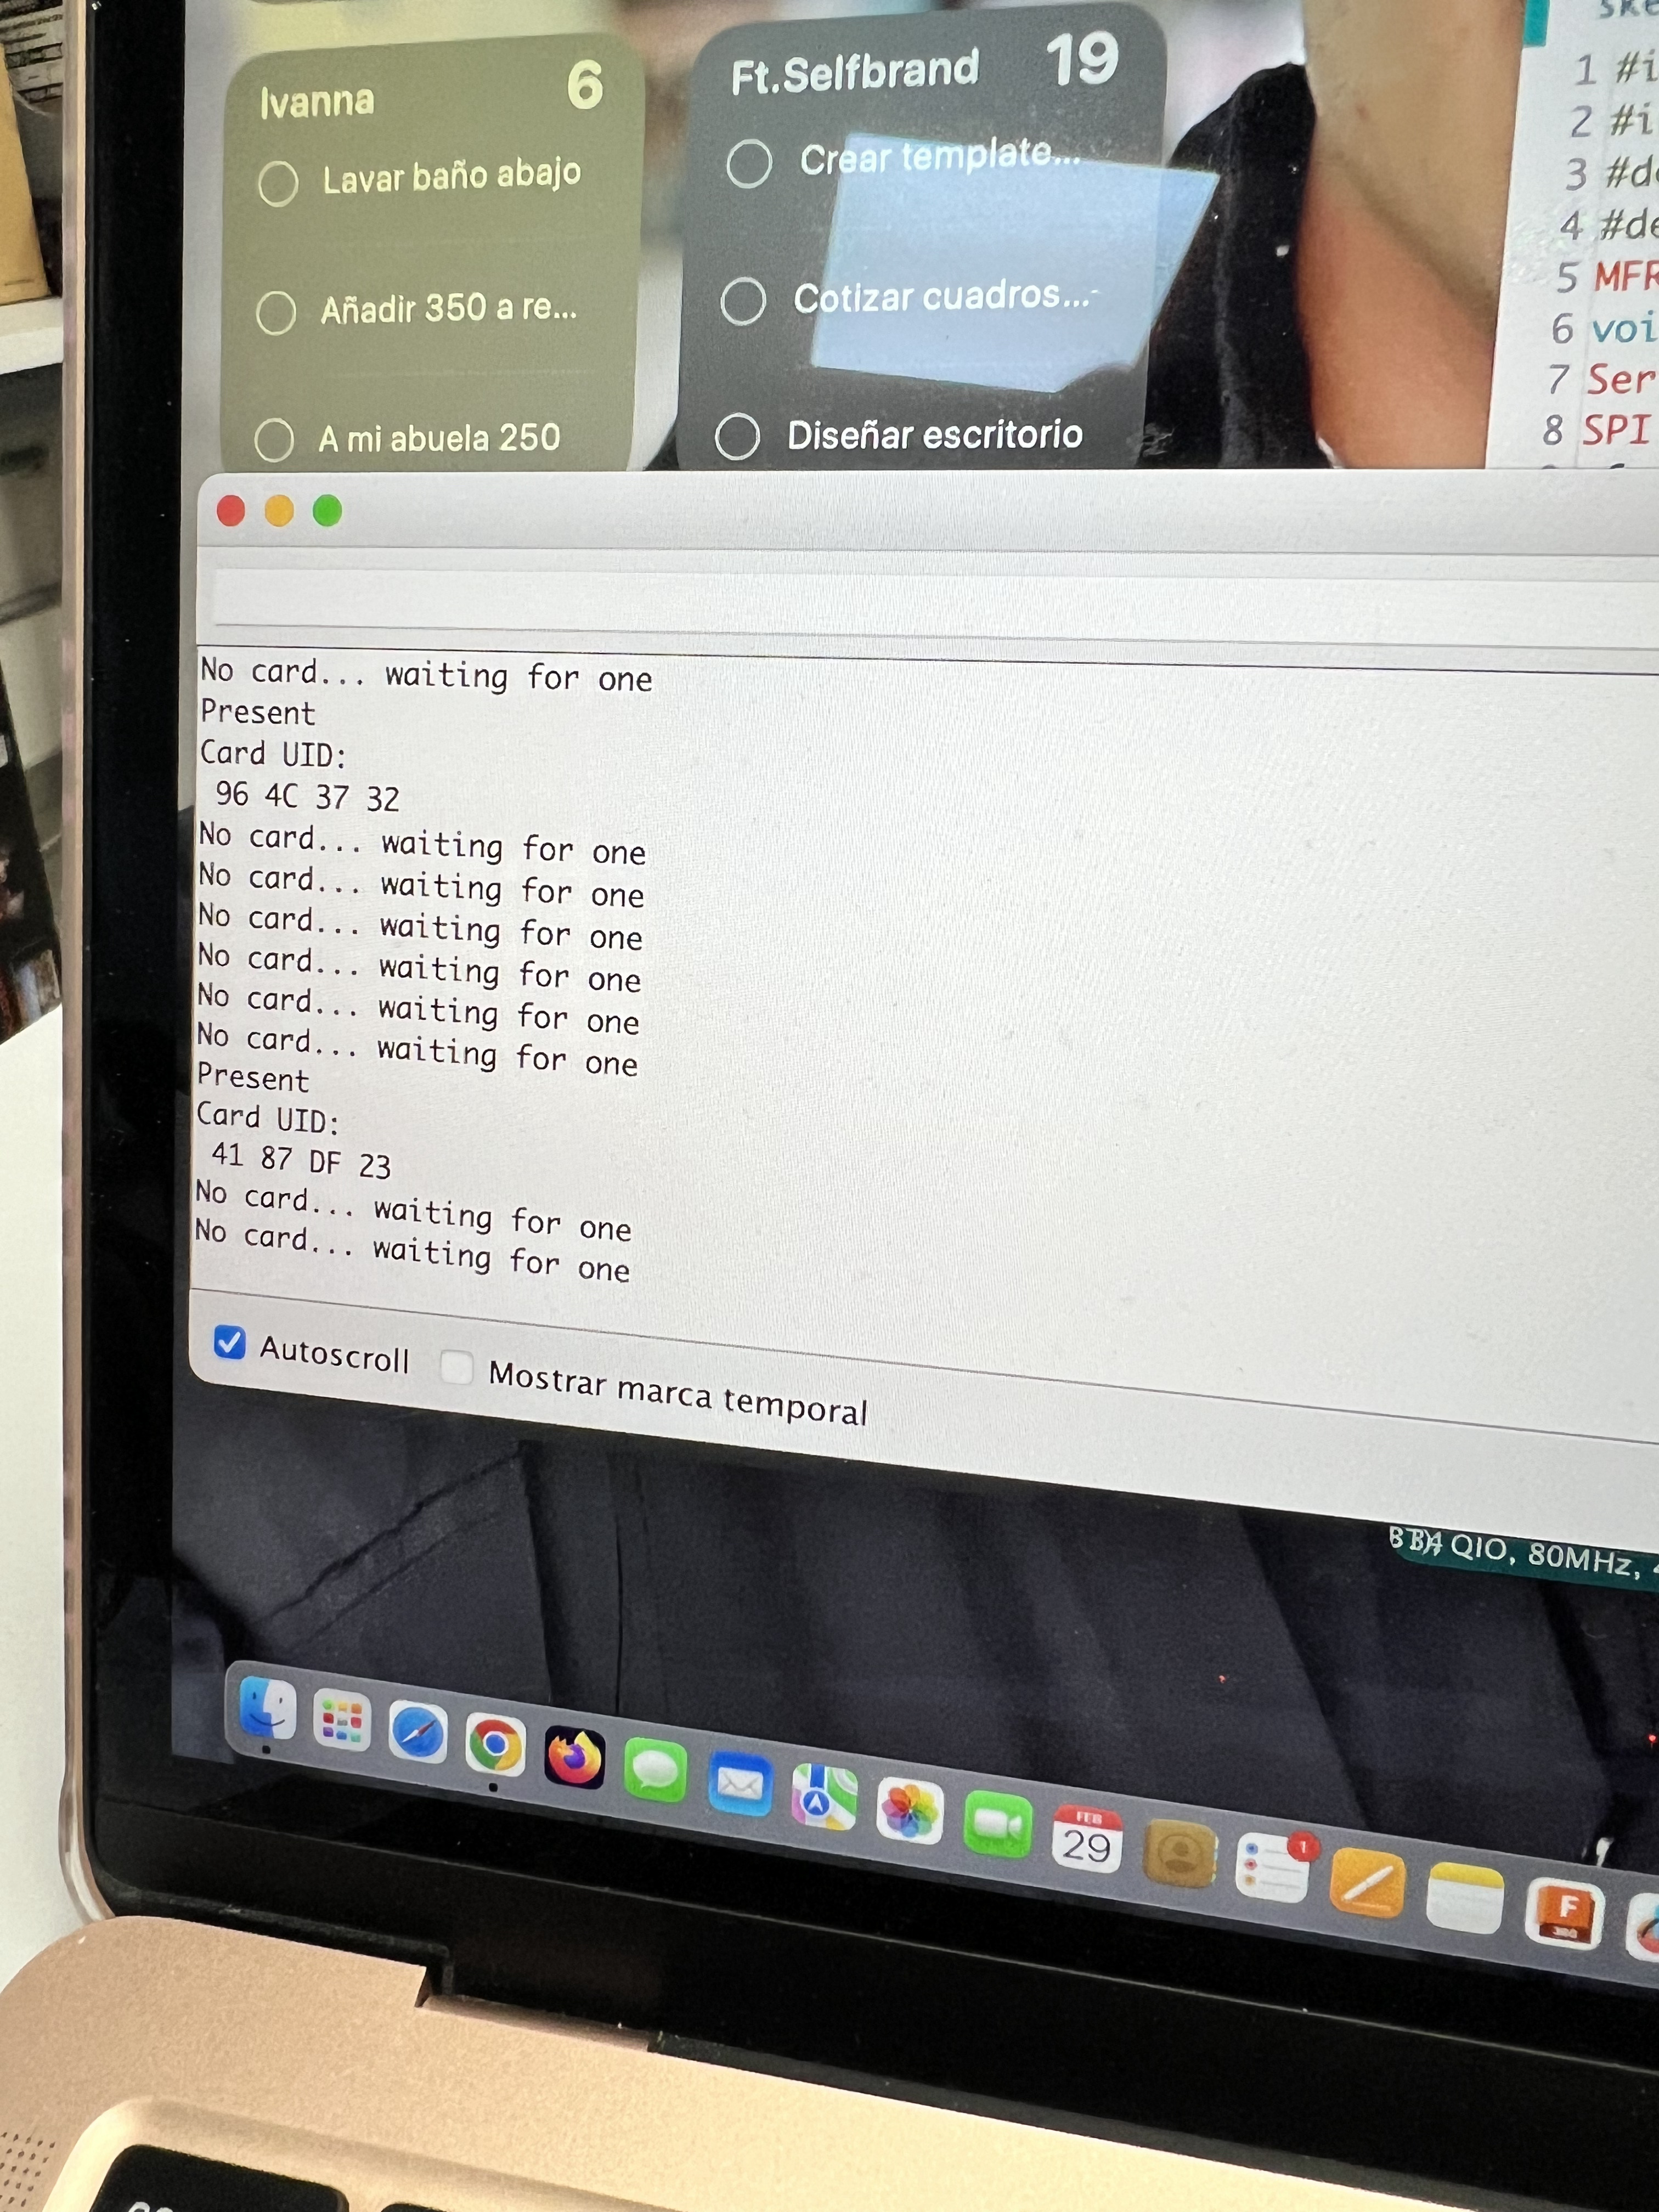 Ivanna 6
Lavar baño abajo
Añadir 350 a re...
A mi abuela 250
Ft.Selfbrand 19
Crear template...
Cotizar cuadros...
Diseñar escritorio
1 #i
2 #i
3 #de
4 #de
5 MFR
6 voi
7 Ser
8 SPI
No card... waiting for one
Present
Card UID:
96 4C 37 32
No card... waiting for one
No card... waiting for one
No card... waiting for one
No card... waiting for one
No card... waiting for one
No card... waiting for one
Present
Card UID:
41 87 DF 23
No card... waiting for one
No card... waiting for one
Autoscroll Mostrar marca temporal
QIO, 80MHz,
FEB
29
1
F
360